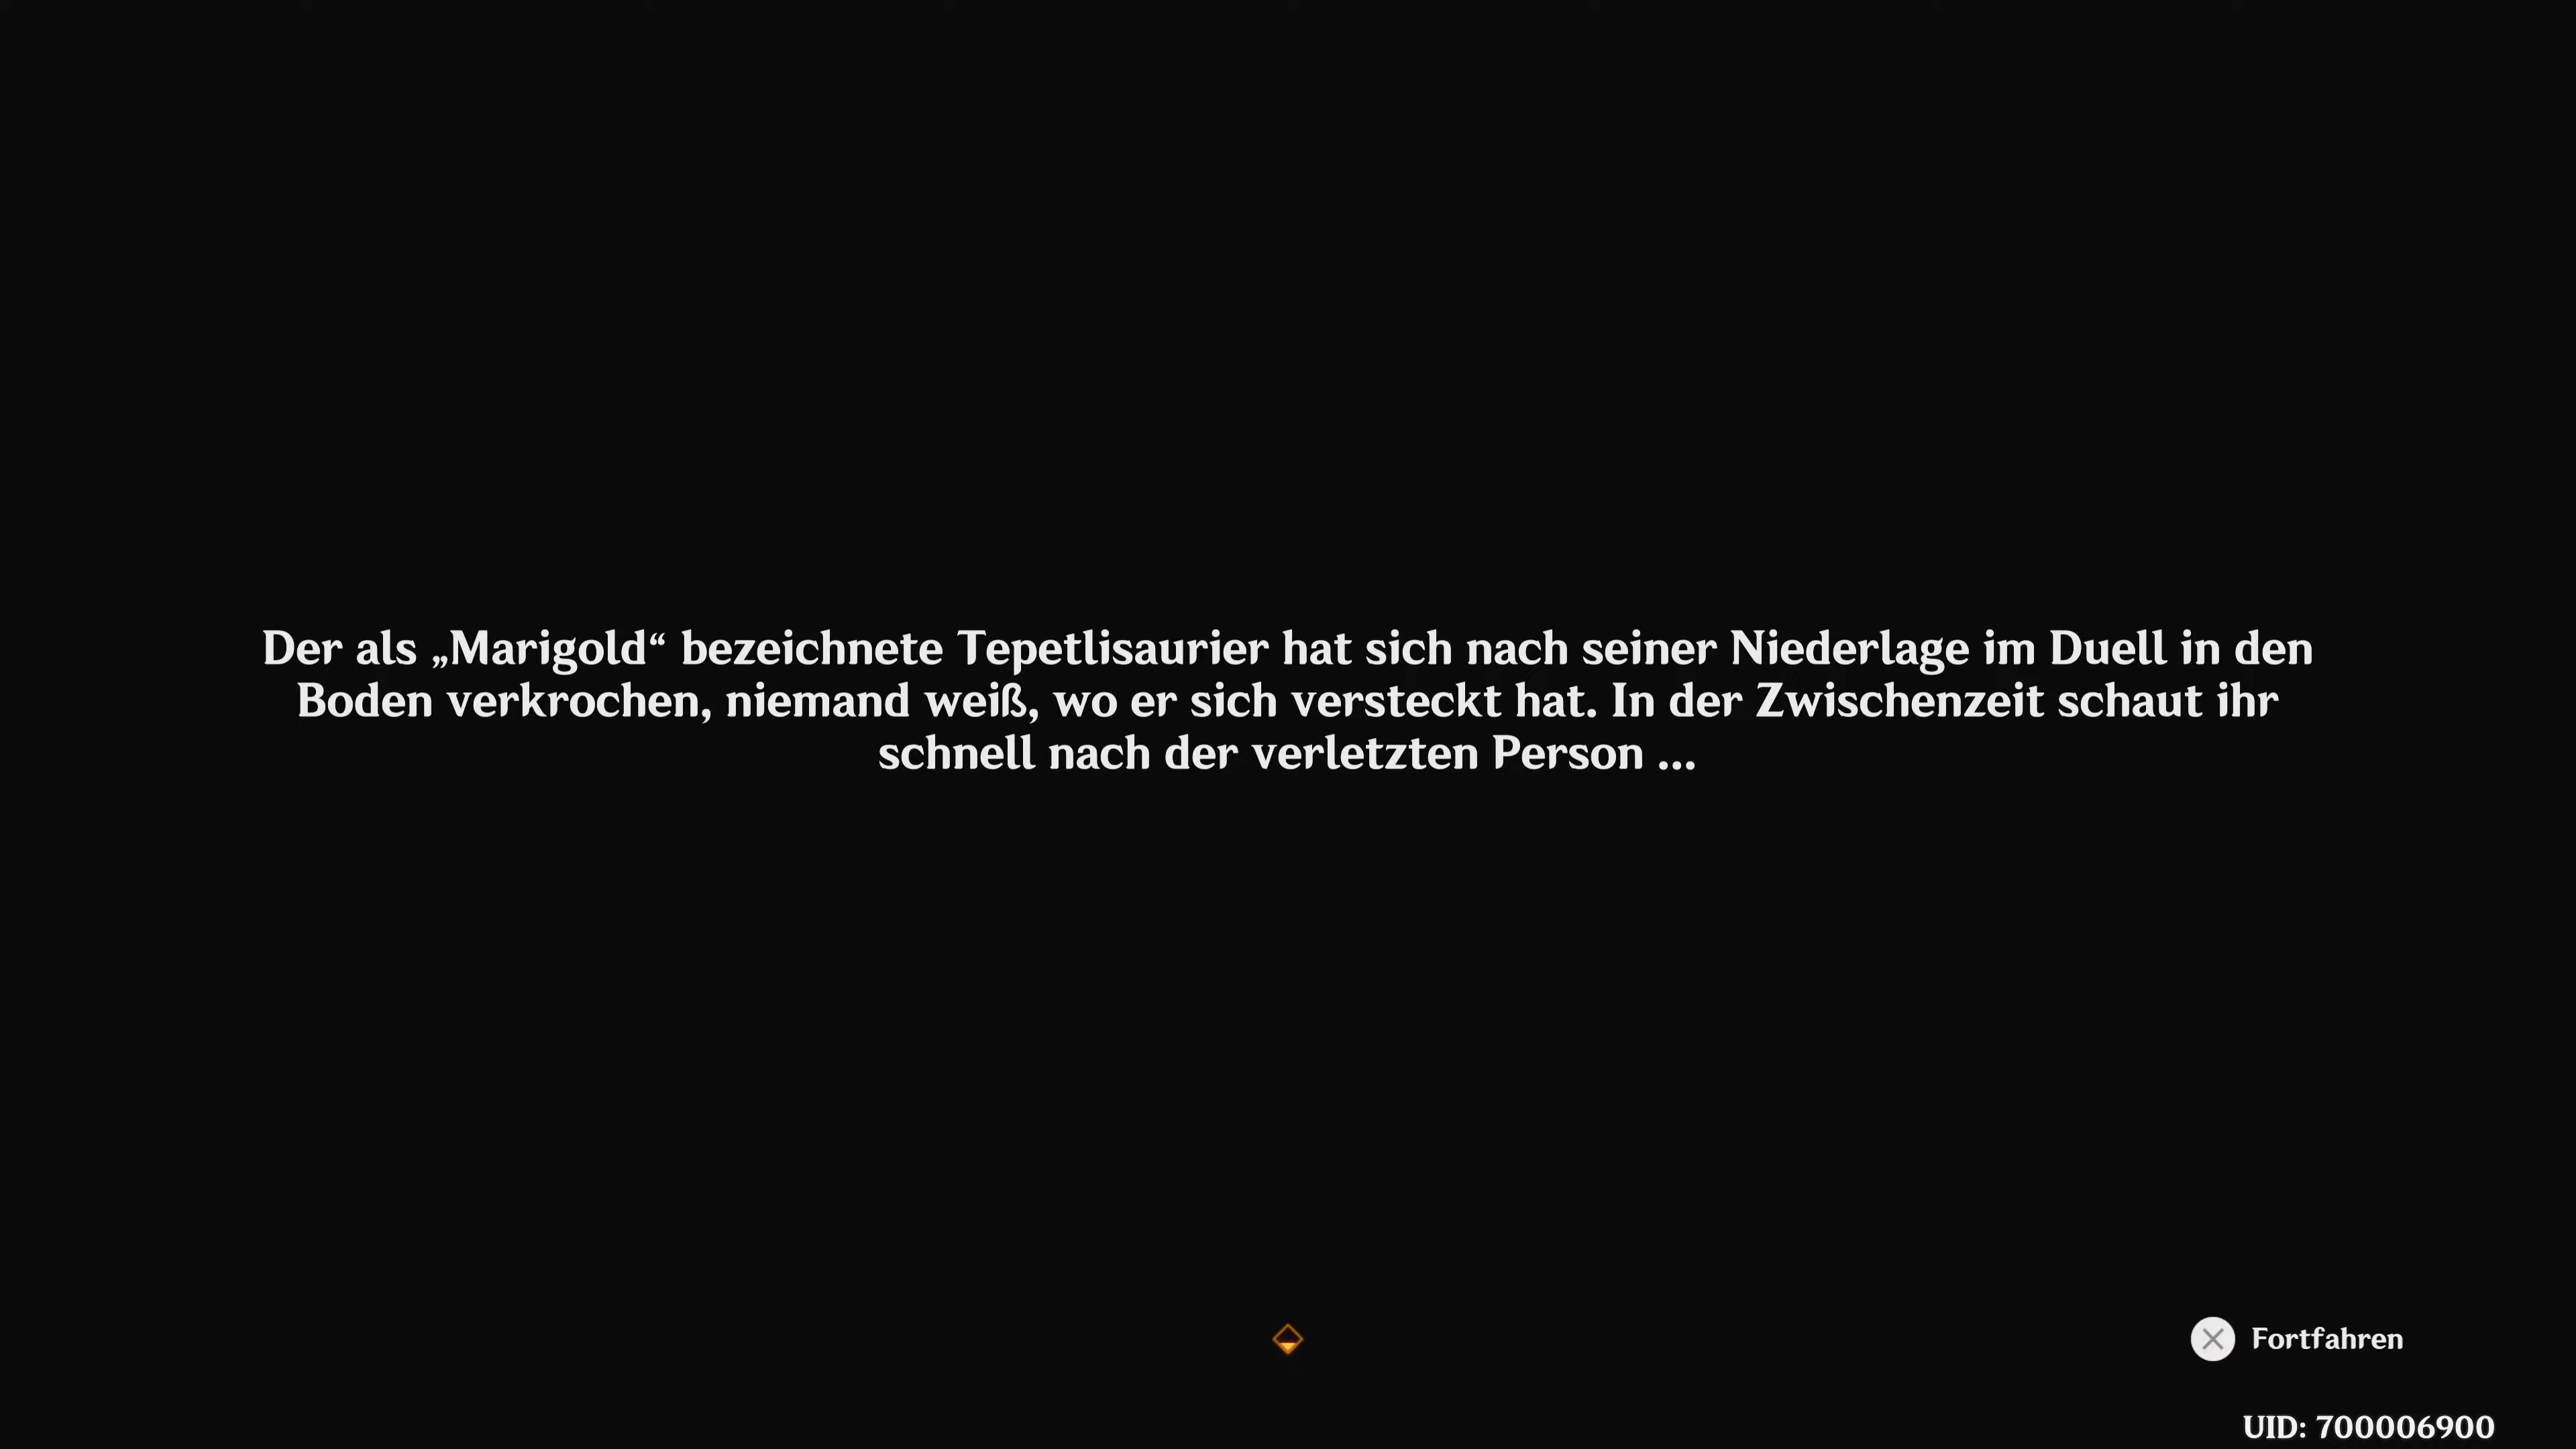 Der als „Marigold“ bezeichnete Tepetlisaurier hat sich nach seiner Niederlage im Duell in den
Boden verkrochen, niemand weiß, wo er sich versteckt hat. In der Zwischenzeit schaut ihr
schnell nach der verletzten Person ...
Fortfahren
UID: 700006900